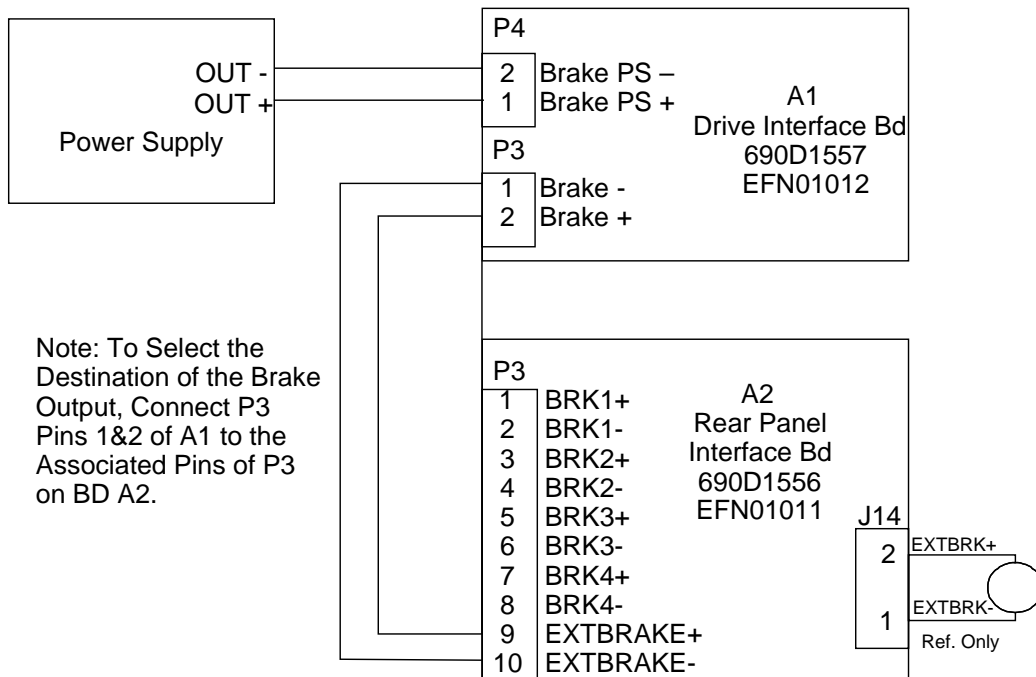 P4
OUT -
OUT +
Power Supply
2 Brake PS –
1 Brake PS +
A1
Drive Interface Bd
690D1557
EFN01012
P3
1 Brake -
2 Brake +
Note: To Select the
Destination of the Brake
Output, Connect P3
Pins 1&2 of A1 to the
Associated Pins of P3
on BD A2.
P3
1 BRK1+
2 BRK1-
3 BRK2+
4 BRK2-
5 BRK3+
6 BRK3-
7 BRK4+
8 BRK4-
9 EXTBRAKE+
10 EXTBRAKE-
A2
Rear Panel
Interface Bd
690D1556
EFN01011
J14
2 EXTBRK+
1 EXTBRK-
Ref. Only